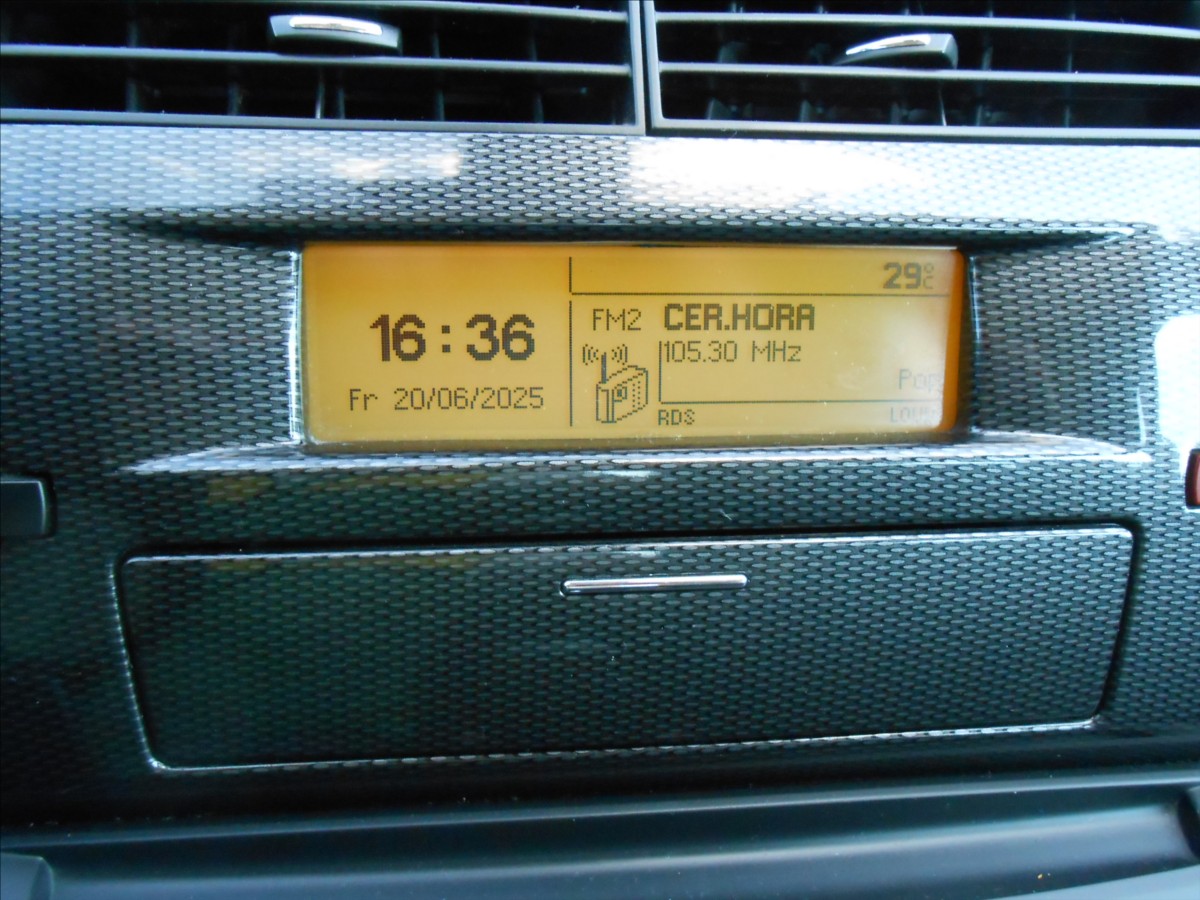 29°C
16:36
Fr 20/06/2025
FM2 CER.HORA
105.30 MHz
Pop
RDS